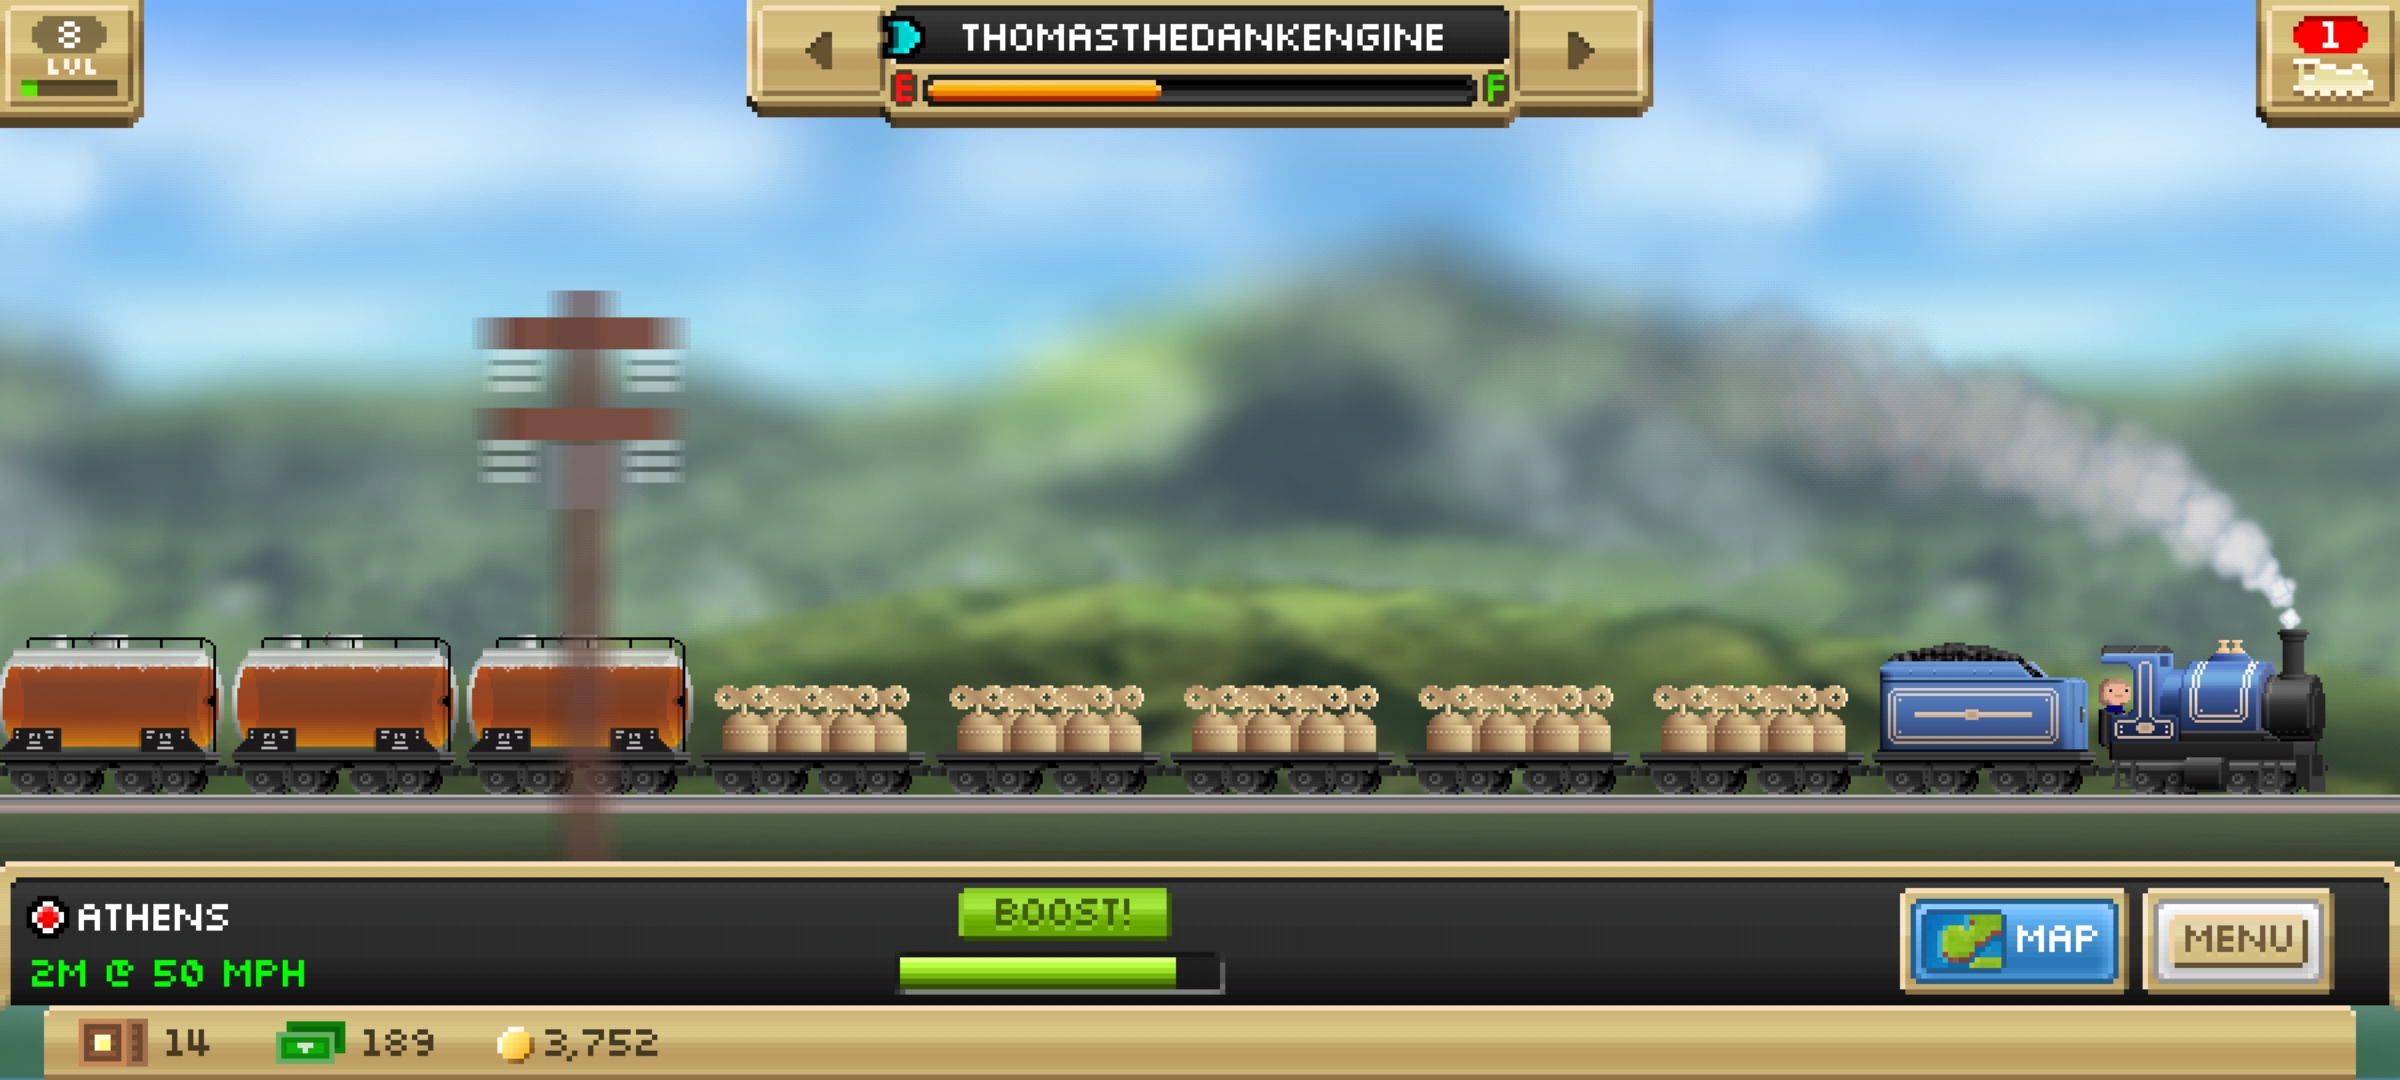 8
LVL
THOMASTHEDANKENGINE
E F
1
ATHENS
2M @ 50 MPH
BOOST!
MAP
MENU
14
189
3,752